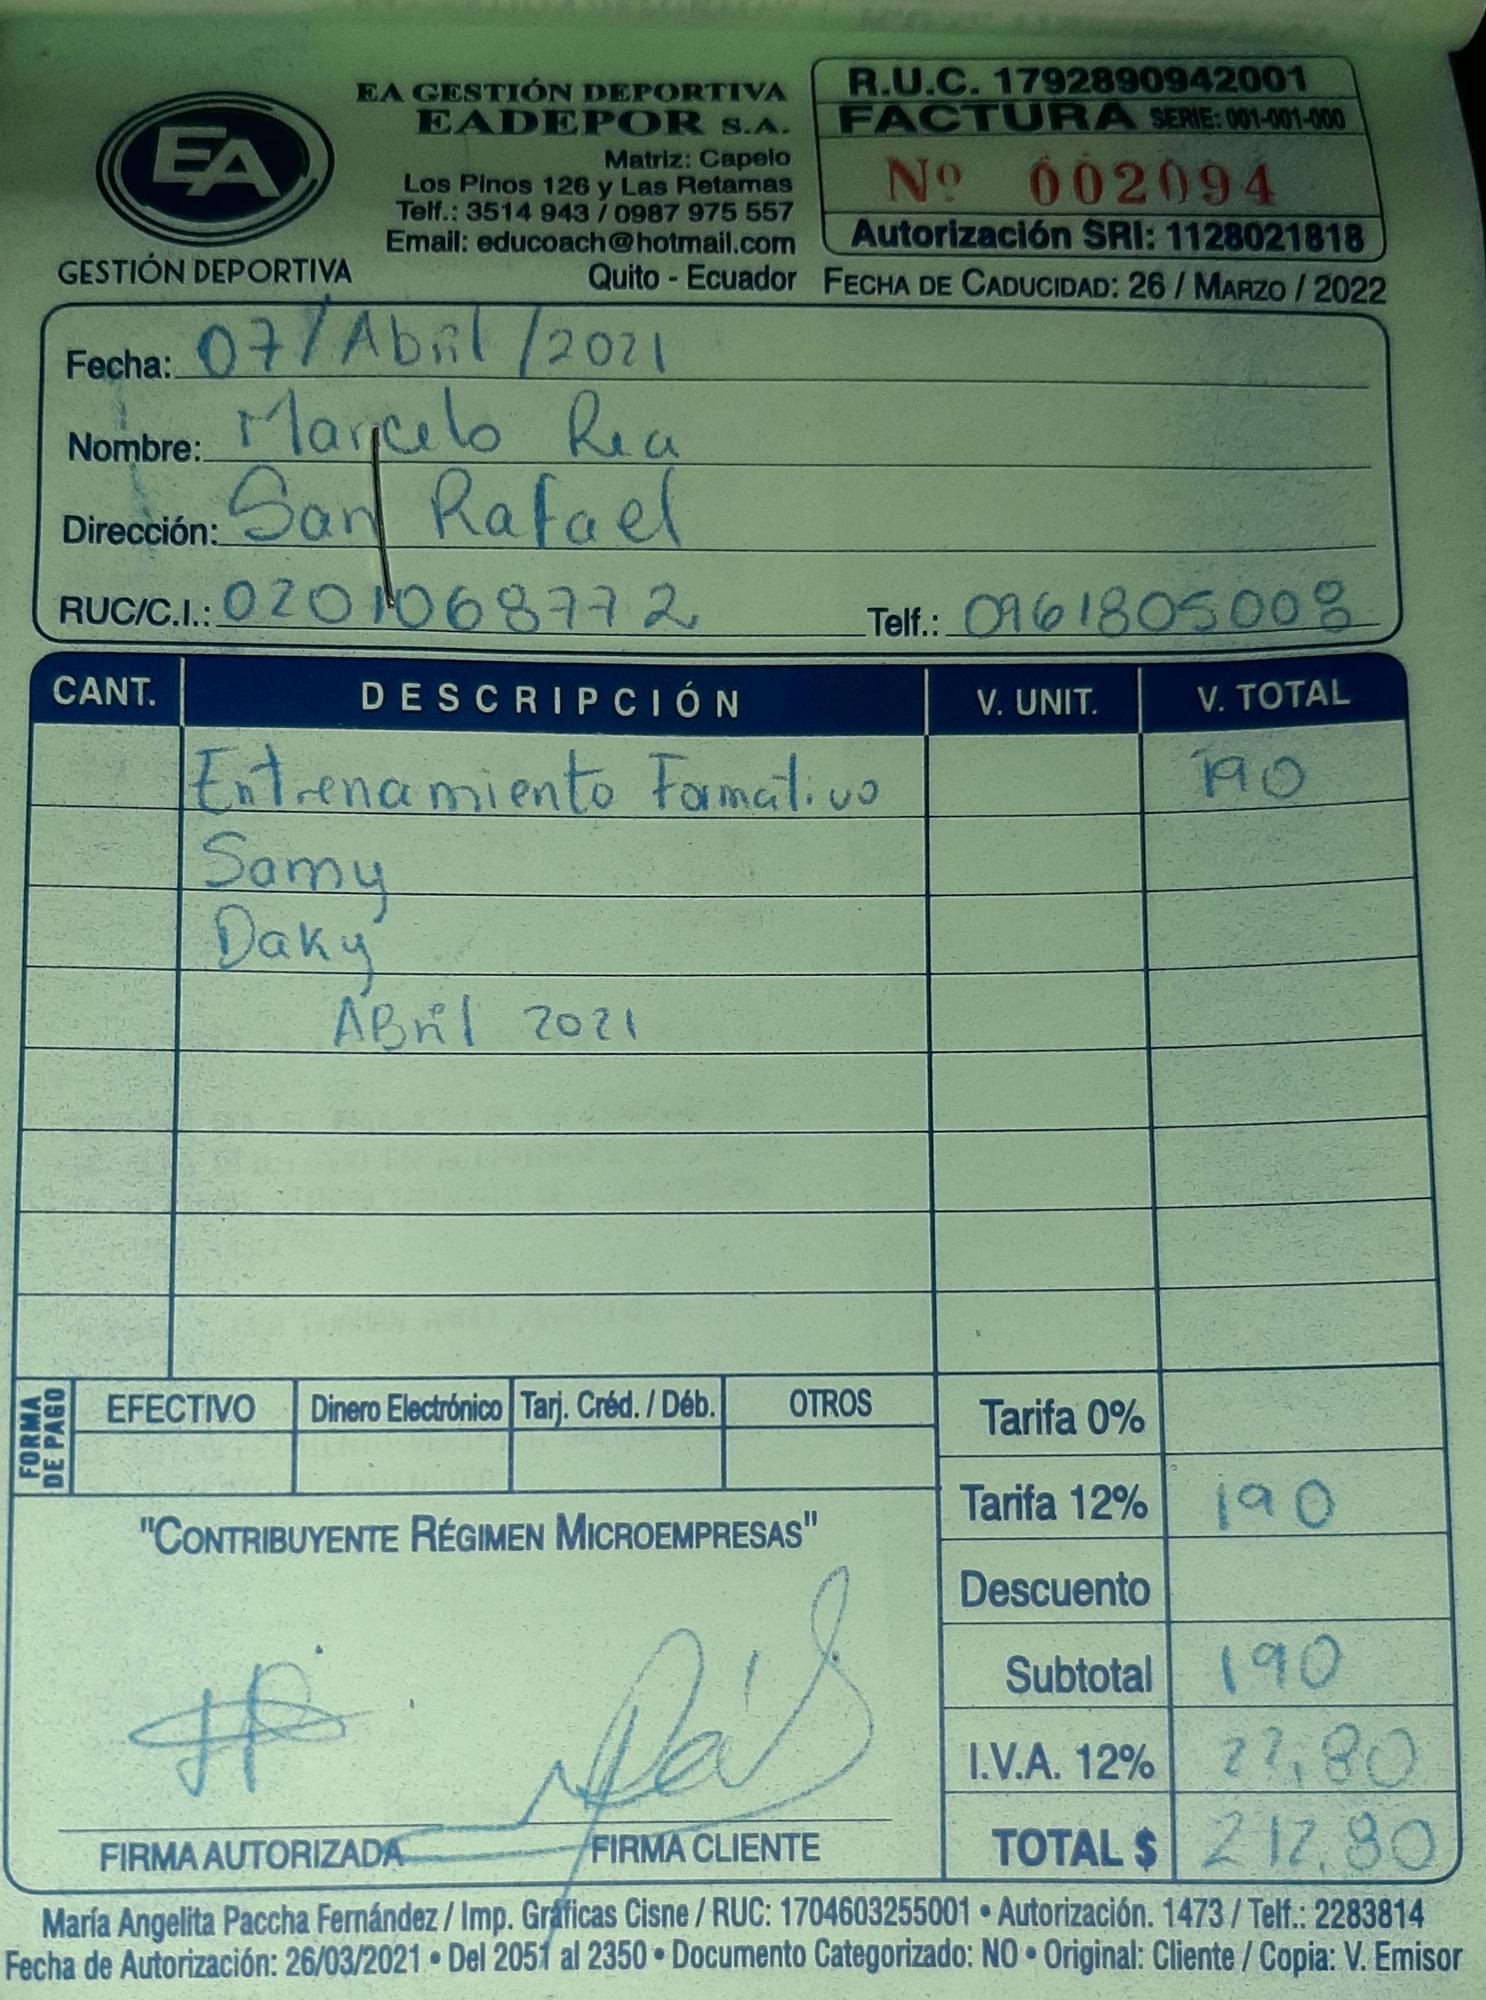 EA
GESTIÓN DEPORTIVA
EA GESTIÓN DEPORTIVA
EADEPOR S.A.
Matriz: Capelo
Los Pinos 126 y Las Retamas
Telf.: 3514 943 / 0987 975 557
Email: educoach@hotmail.com
Quito - Ecuador
R.U.C. 1792890942001
FACTURA SERIE: 001-001-000
Nº 002094
Autorización SRI: 1128021818
FECHA DE CADUCIDAD: 26 / MARZO / 2022
Fecha: 07/Abril/2021
Nombre: Marcelo Rea
Dirección: San Rafael
RUC/C.I.: 0201068772 Telf.: 0961805008
CANT. DESCRIPCIÓN V. UNIT. V. TOTAL
Entrenamiento Formativo 190
Samy
Daky
ABril 2021
FORMA DE PAGO
EFECTIVO Dinero Electrónico Tarj. Créd. / Déb. OTROS
Tarifa 0%
Tarifa 12% 190
Descuento
Subtotal 190
I.V.A. 12% 22,80
TOTAL $ 212,80
"CONTRIBUYENTE RÉGIMEN MICROEMPRESAS"
FIRMA AUTORIZADA FIRMA CLIENTE
María Angelita Paccha Fernández / Imp. Gráficas Cisne / RUC: 1704603255001 • Autorización. 1473 / Telf.: 2283814
Fecha de Autorización: 26/03/2021 • Del 2051 al 2350 • Documento Categorizado: NO • Original: Cliente / Copia: V. Emisor